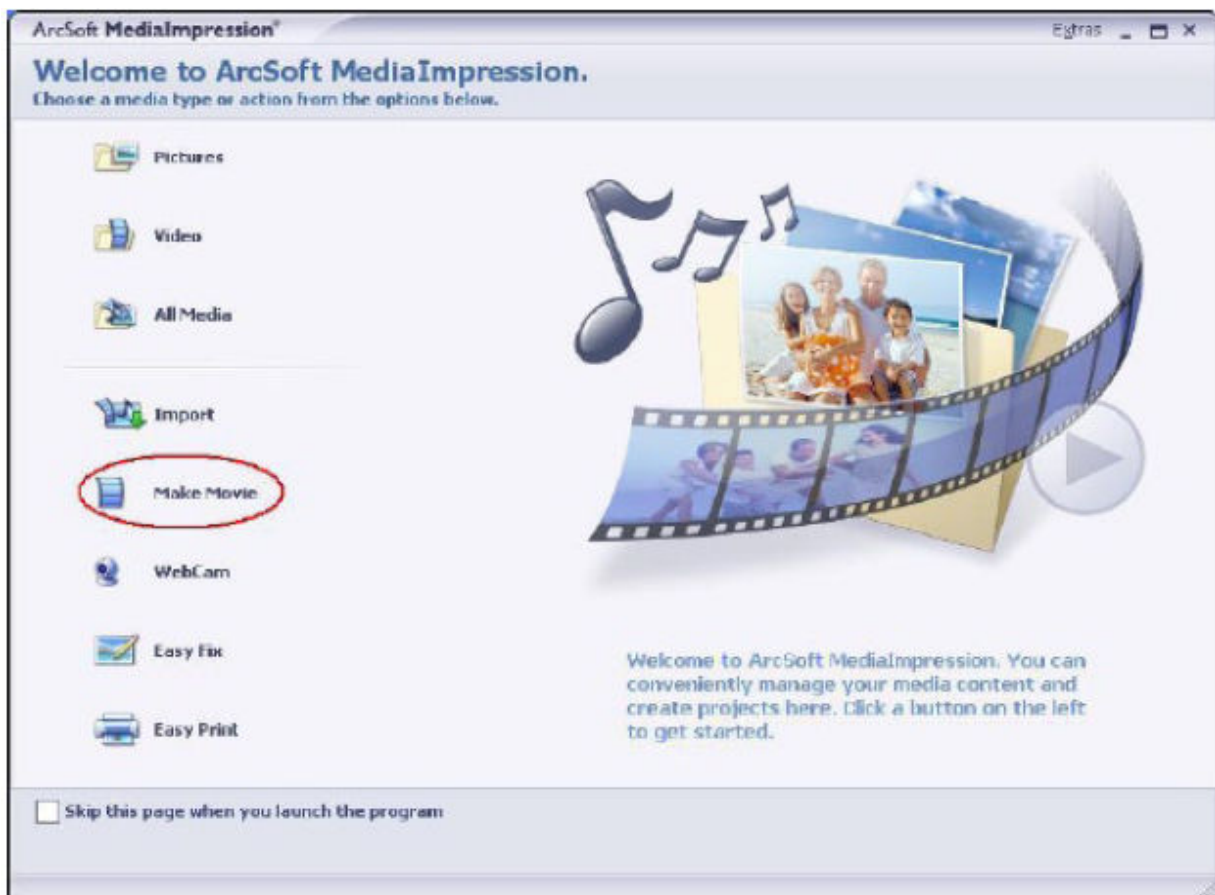 ArcSoft MediaImpression®
Extras
Welcome to ArcSoft MediaImpression.
Choose a media type or action from the options below.
Pictures
Video
All Media
Import
Make Movie
WebCam
Easy Fix
Easy Print
Welcome to ArcSoft MediaImpression. You can
conveniently manage your media content and
create projects here. Click a button on the left
to get started.
Skip this page when you launch the program